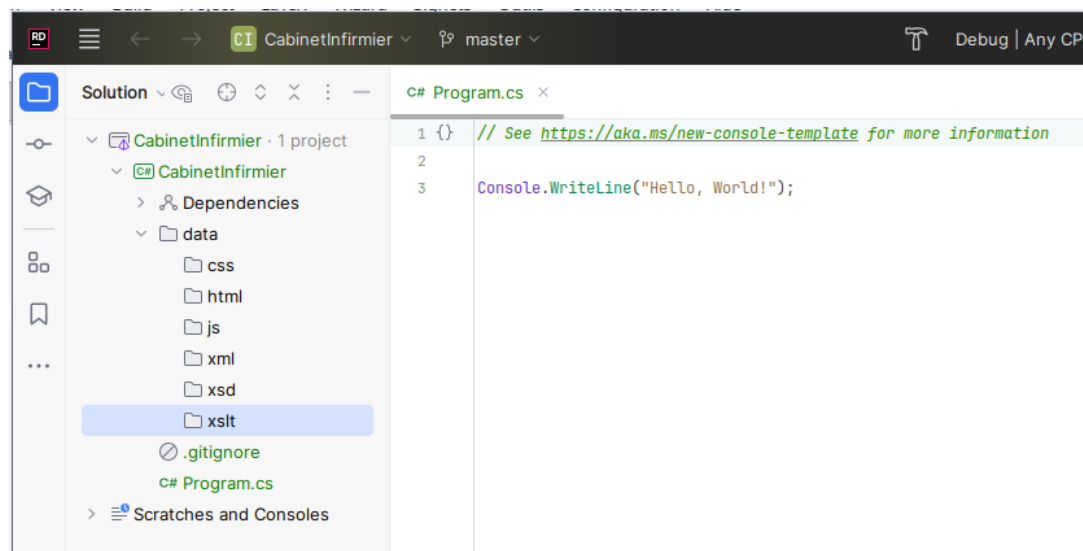 RD
CI CabinetInfirmier
master
Debug | Any CP
Solution
C# Program.cs
CabinetInfirmier · 1 project
C# CabinetInfirmier
Dependencies
data
css
html
js
xml
xsd
xslt
.gitignore
C# Program.cs
Scratches and Consoles
1 {} // See https://aka.ms/new-console-template for more information
2
3 Console.WriteLine("Hello, World!");